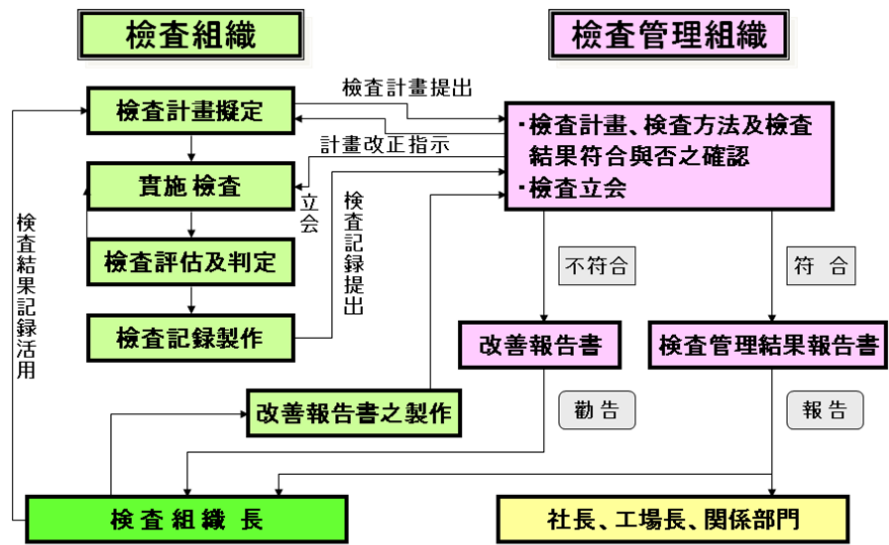 檢查組織
檢查管理組織
檢查計畫擬定
檢查計畫提出
・檢查計畫、檢查方法及檢查
結果符合與否之確認
・檢查立会
計畫改正指示
實施檢查
立会
檢查評估及判定
検査記録提出
検査結果記録活用
檢查記録製作
不符合
符 合
改善報告書
検査管理結果報告書
改善報告書之製作
勸 告
報 告
検 査 組 織 長
社長、工場長、関係部門